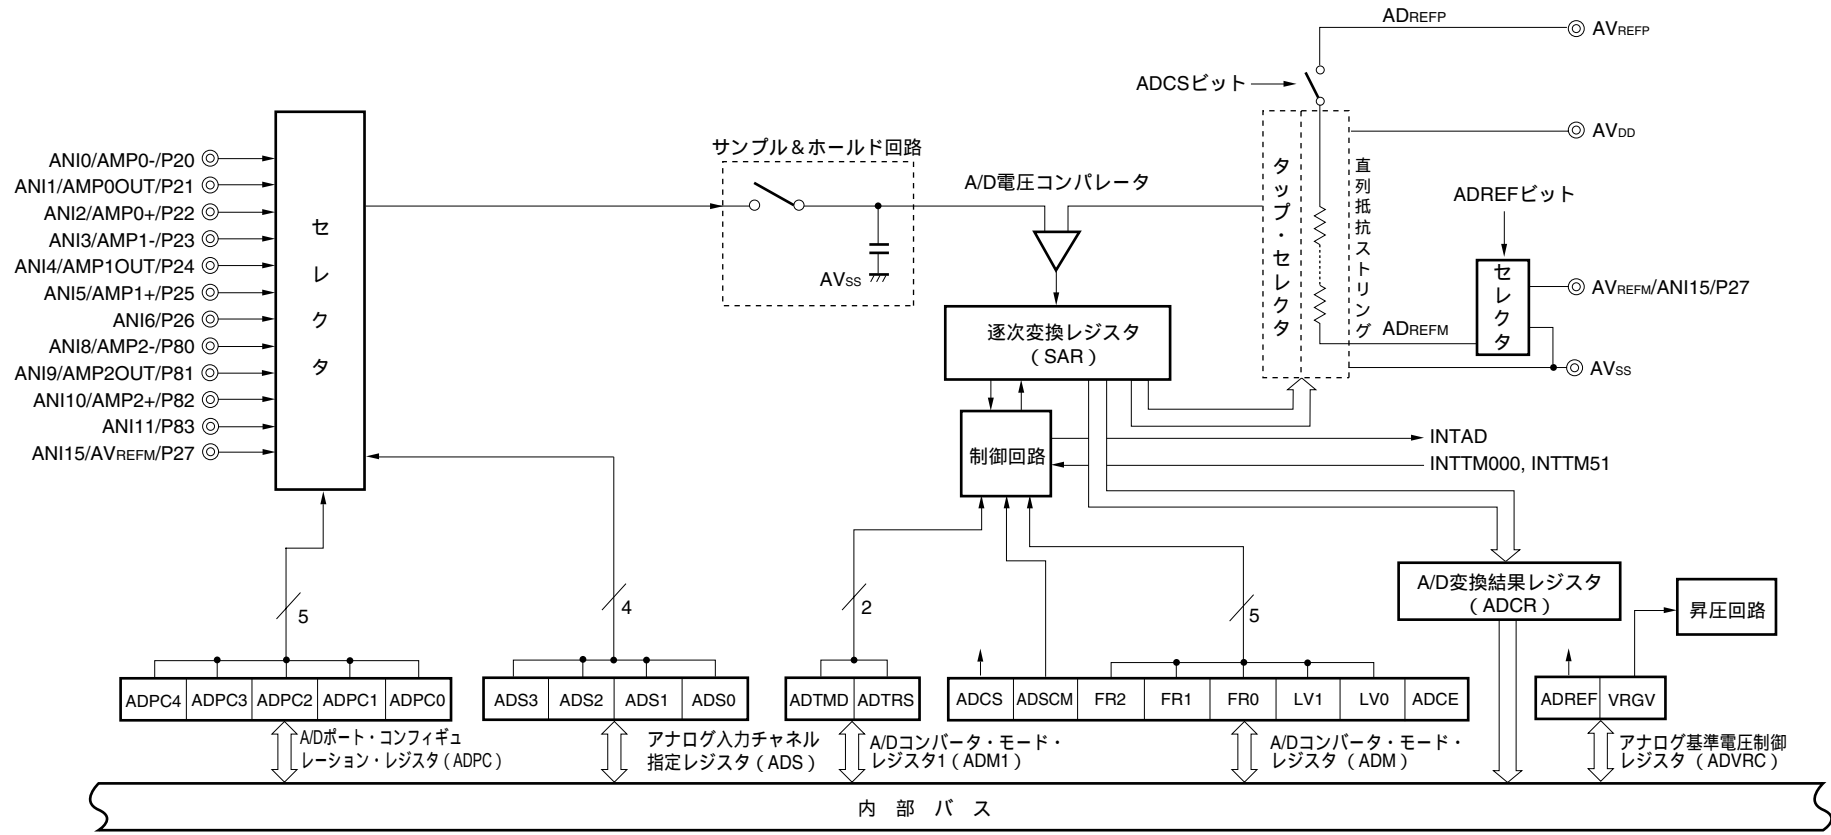 ADREFP
AVREFP
ADCSビット
AVDD
サンプル＆ホールド回路
A/D電圧コンパレータ
タップ・セレクタ
直列抵抗ストリング
ADREFビット
ANI0/AMP0-/P20
ANI1/AMP0OUT/P21
ANI2/AMP0+/P22
ANI3/AMP1-/P23
ANI4/AMP1OUT/P24
ANI5/AMP1+/P25
ANI6/P26
ANI8/AMP2-/P80
ANI9/AMP2OUT/P81
ANI10/AMP2+/P82
ANI11/P83
ANI15/AVREFM/P27
セレクタ
AVSS
セレクタ
AVREFM/ANI15/P27
ADREFM
AVSS
逐次変換レジスタ
（SAR）
制御回路
INTAD
INTTM000, INTTM51
A/D変換結果レジスタ
（ADCR）
昇圧回路
5
4
2
5
ADPC4 ADPC3 ADPC2 ADPC1 ADPC0
ADS3 ADS2 ADS1 ADS0
ADTMD ADTRS
ADCS ADSCM FR2 FR1 FR0 LV1 LV0 ADCE
ADREF VRGV
A/Dポート・コンフィギュ
レーション・レジスタ（ADPC）
アナログ入力チャネル
指定レジスタ（ADS）
A/Dコンバータ・モード・
レジスタ1（ADM1）
A/Dコンバータ・モード・
レジスタ（ADM）
アナログ基準電圧制御
レジスタ（ADVRC）
内部バス